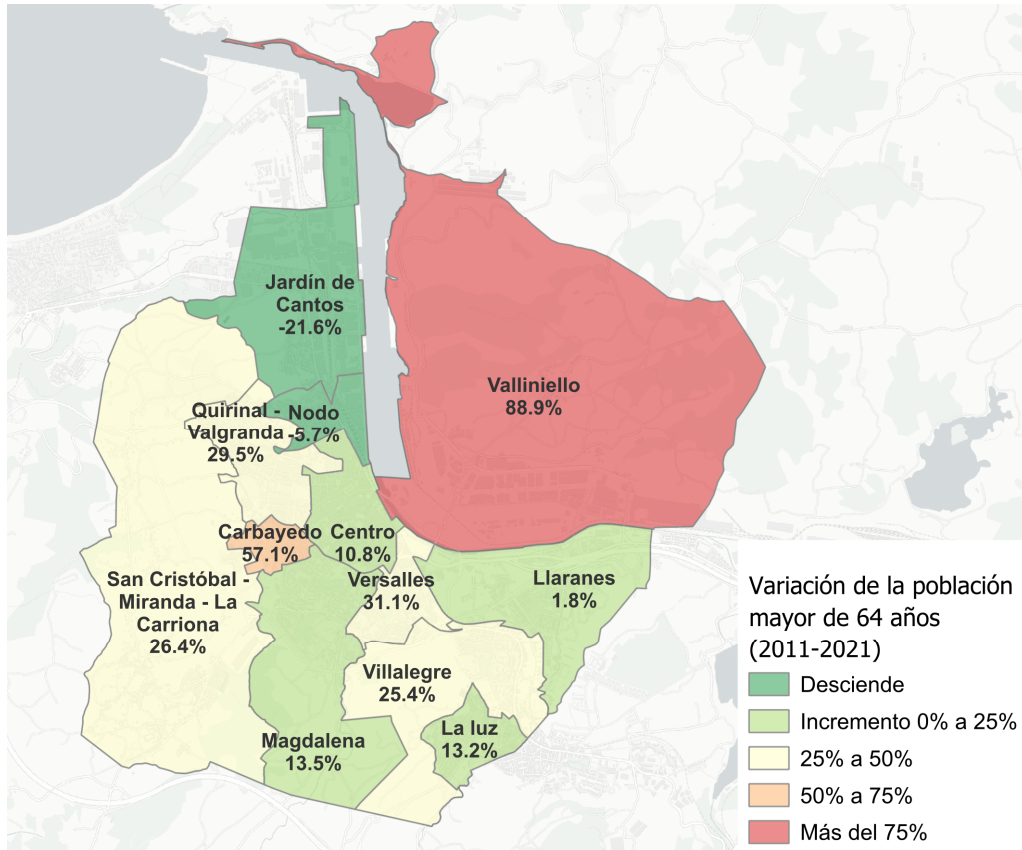 Jardín de
Cantos
-21.6%
Valliniello
88.9%
Quirinal -
Valgranda
29.5%
Nodo
-5.7%
Carbayedo
57.1%
Centro
10.8%
San Cristóbal -
Miranda - La
Carriona
26.4%
Versalles
31.1%
Llaranes
1.8%
Villalegre
25.4%
La luz
13.2%
Magdalena
13.5%
Variación de la población
mayor de 64 años
(2011-2021)
Desciende
Incremento 0% a 25%
25% a 50%
50% a 75%
Más del 75%